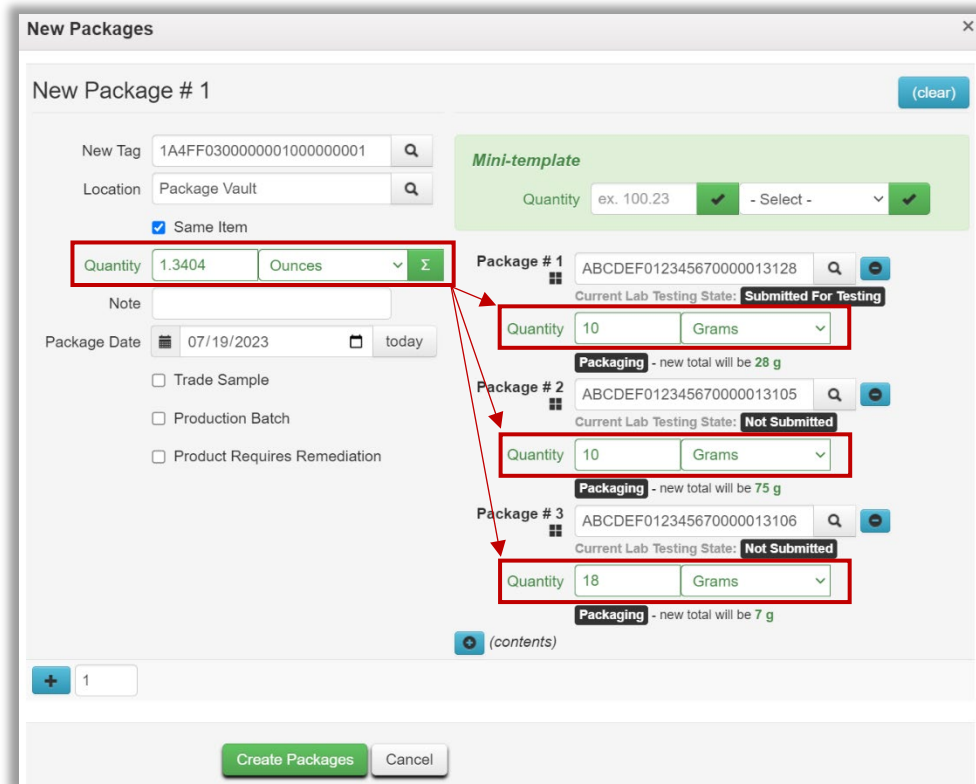 New Packages ×
New Package # 1
(clear)
New Tag 1A4FF0300000001000000001
Location Package Vault
Same Item
Quantity 1.3404 Ounces Σ
Note
Package Date 07/19/2023 today
Trade Sample
Production Batch
Product Requires Remediation
Mini-template
Quantity ex. 100.23 - Select -
Package # 1 ABCDEF012345670000013128
Current Lab Testing State: Submitted For Testing
Quantity 10 Grams
Packaging - new total will be 28 g
Package # 2 ABCDEF012345670000013105
Current Lab Testing State: Not Submitted
Quantity 10 Grams
Packaging - new total will be 75 g
Package # 3 ABCDEF012345670000013106
Current Lab Testing State: Not Submitted
Quantity 18 Grams
Packaging - new total will be 7 g
(contents)
1
Create Packages Cancel